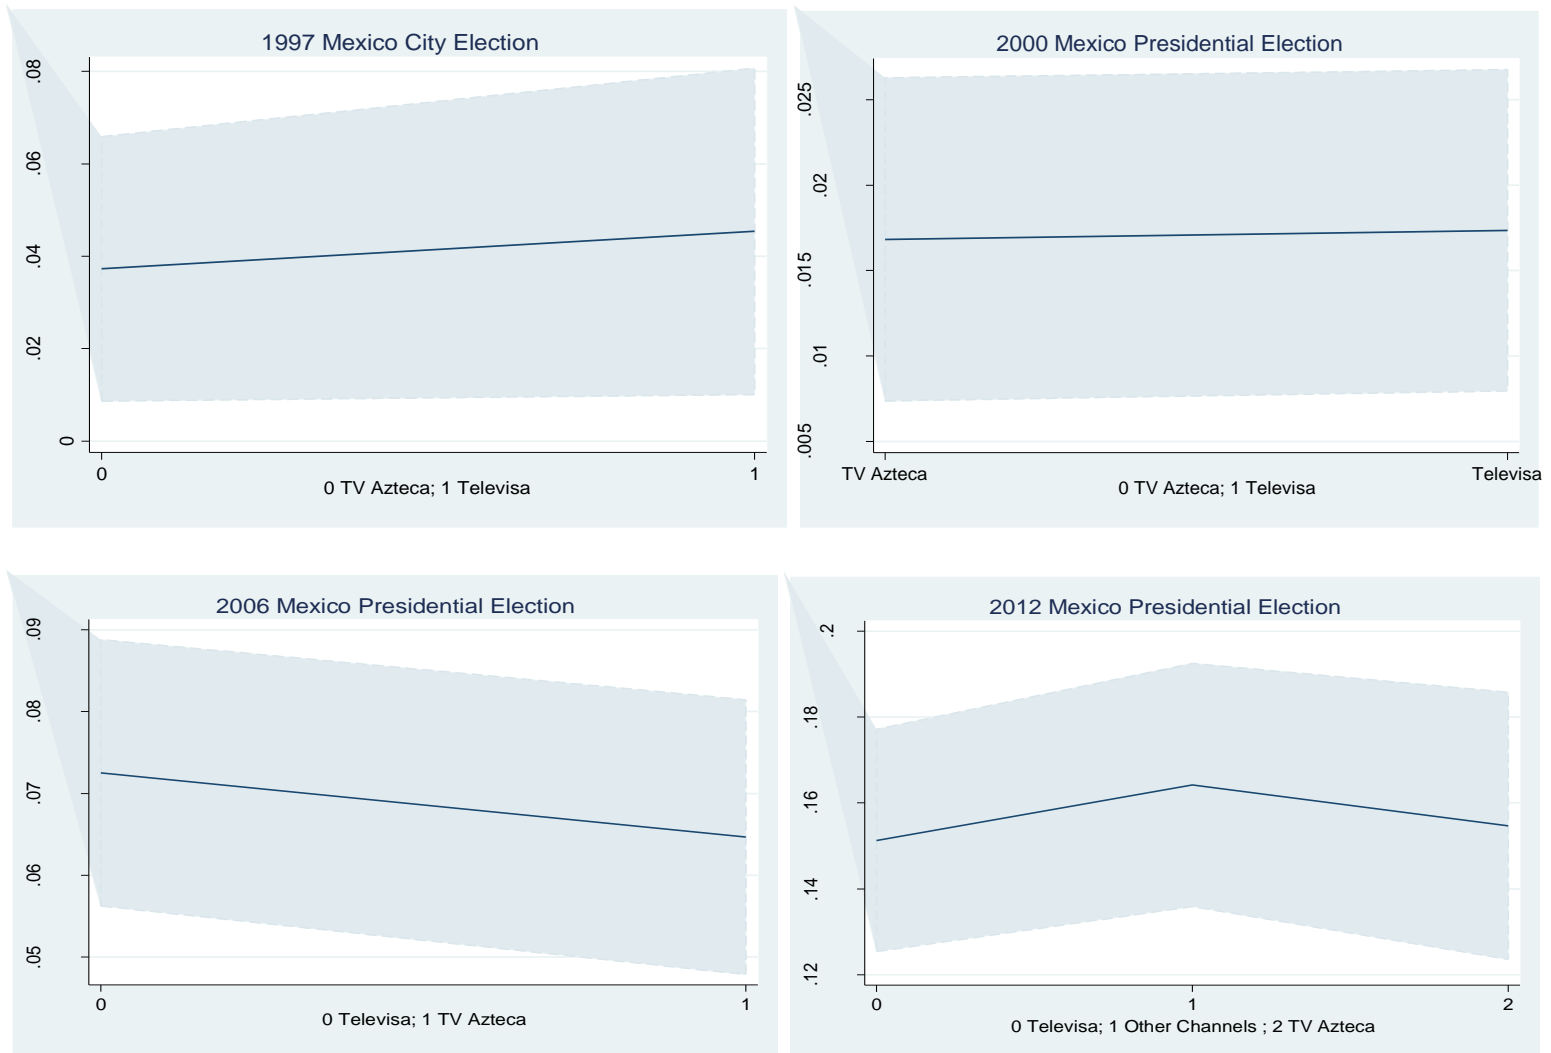 1997 Mexico City Election
.08
.06
.04
.02
0
0 1
0 TV Azteca; 1 Televisa
2000 Mexico Presidential Election
.025
.02
.015
.01
.005
TV Azteca Televisa
0 TV Azteca; 1 Televisa
2006 Mexico Presidential Election
.09
.08
.07
.06
.05
0 1
0 Televisa; 1 TV Azteca
2012 Mexico Presidential Election
.2
.18
.16
.14
.12
0 1 2
0 Televisa; 1 Other Channels ; 2 TV Azteca